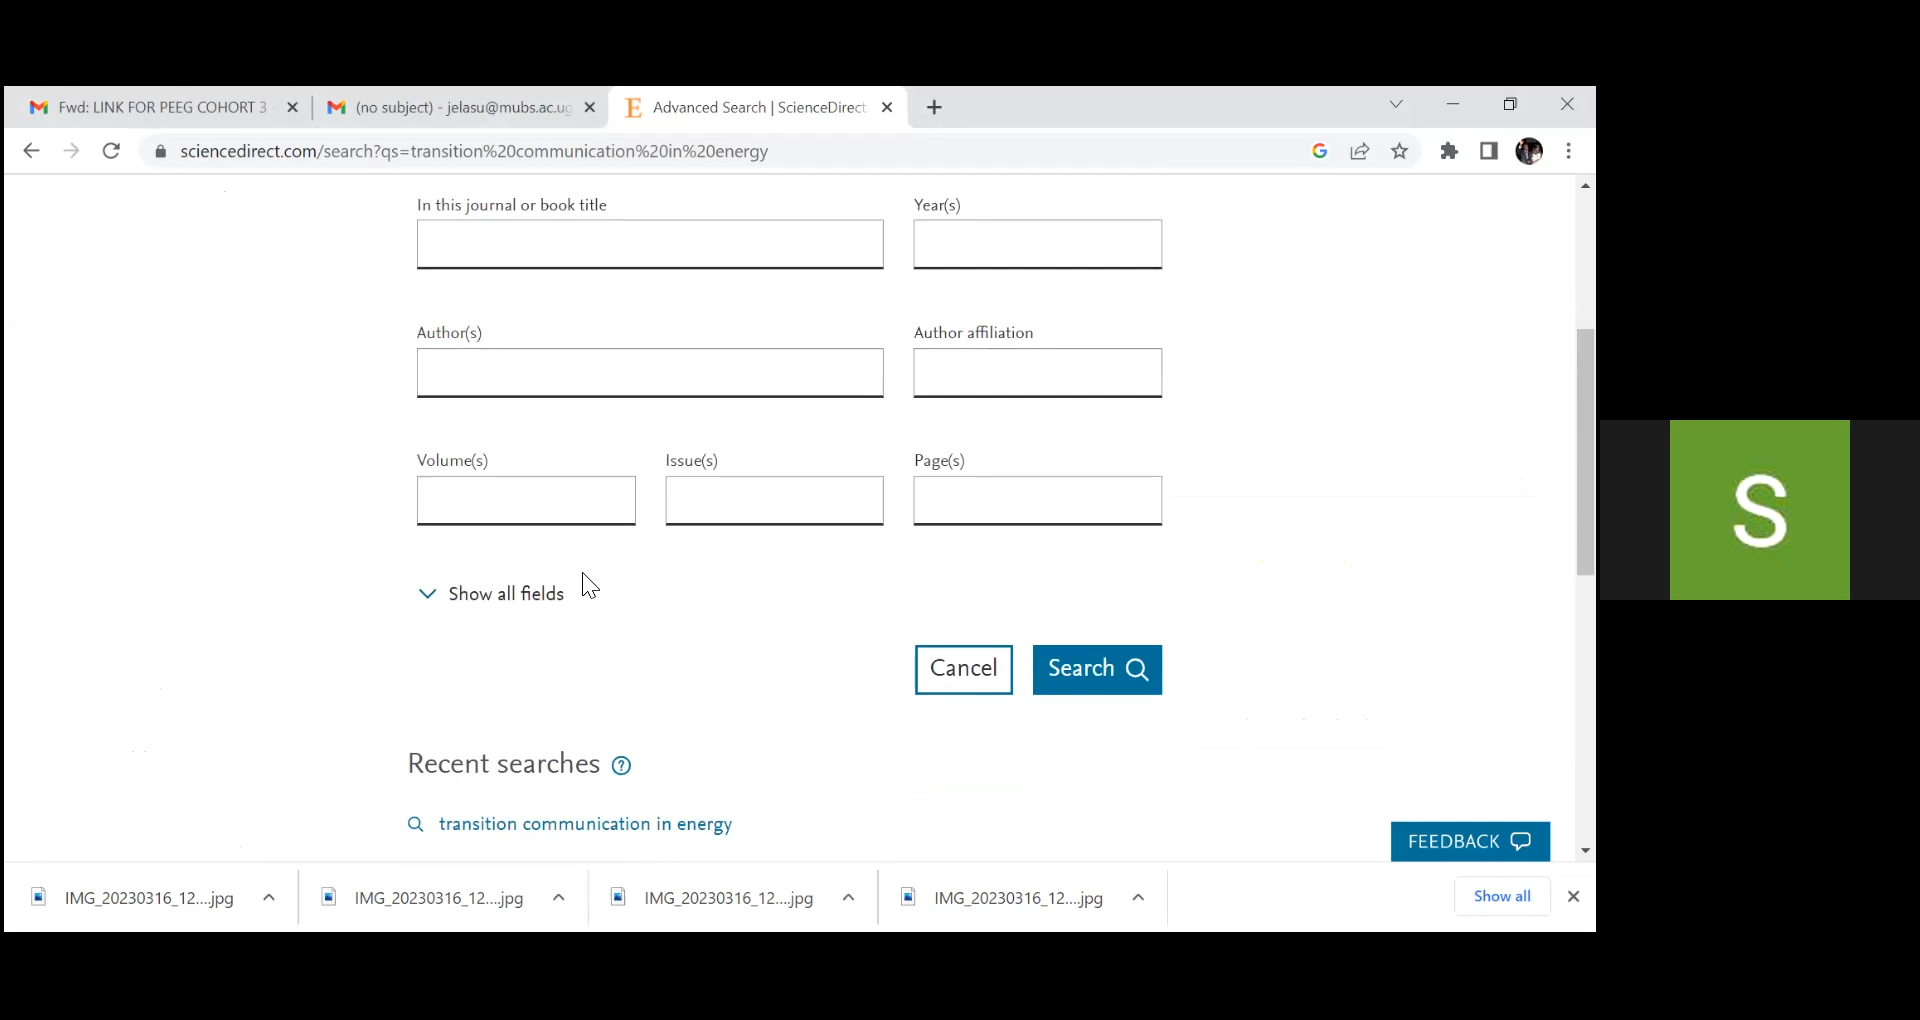 Fwd: LINK FOR PEEG COHORT 3
(no subject) - jelasu@mubs.ac.ug
E Advanced Search | ScienceDirect
sciencedirect.com/search?qs=transition%20communication%20in%20energy
In this journal or book title
Year(s)
Author(s)
Author affiliation
Volume(s)
Issue(s)
Page(s)
Show all fields
Cancel
Search
S
Recent searches
transition communication in energy
FEEDBACK
IMG_20230316_12....jpg
IMG_20230316_12....jpg
IMG_20230316_12....jpg
IMG_20230316_12....jpg
Show all